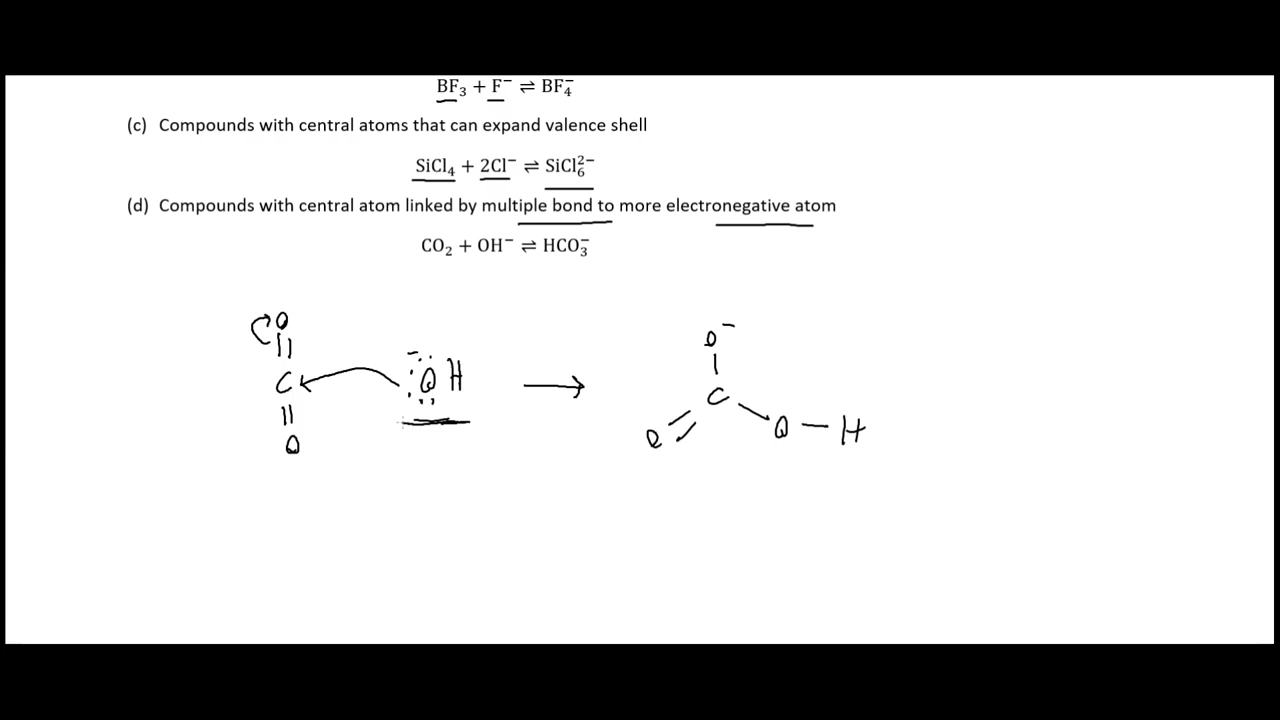 BF₃ + F⁻ ⇌ BF₄⁻
(c) Compounds with central atoms that can expand valence shell
SiCl₄ + 2Cl⁻ ⇌ SiCl₆²⁻
(d) Compounds with central atom linked by multiple bond to more electronegative atom
CO₂ + OH⁻ ⇌ HCO₃⁻
O O⁻
C OH → C
O O O — H